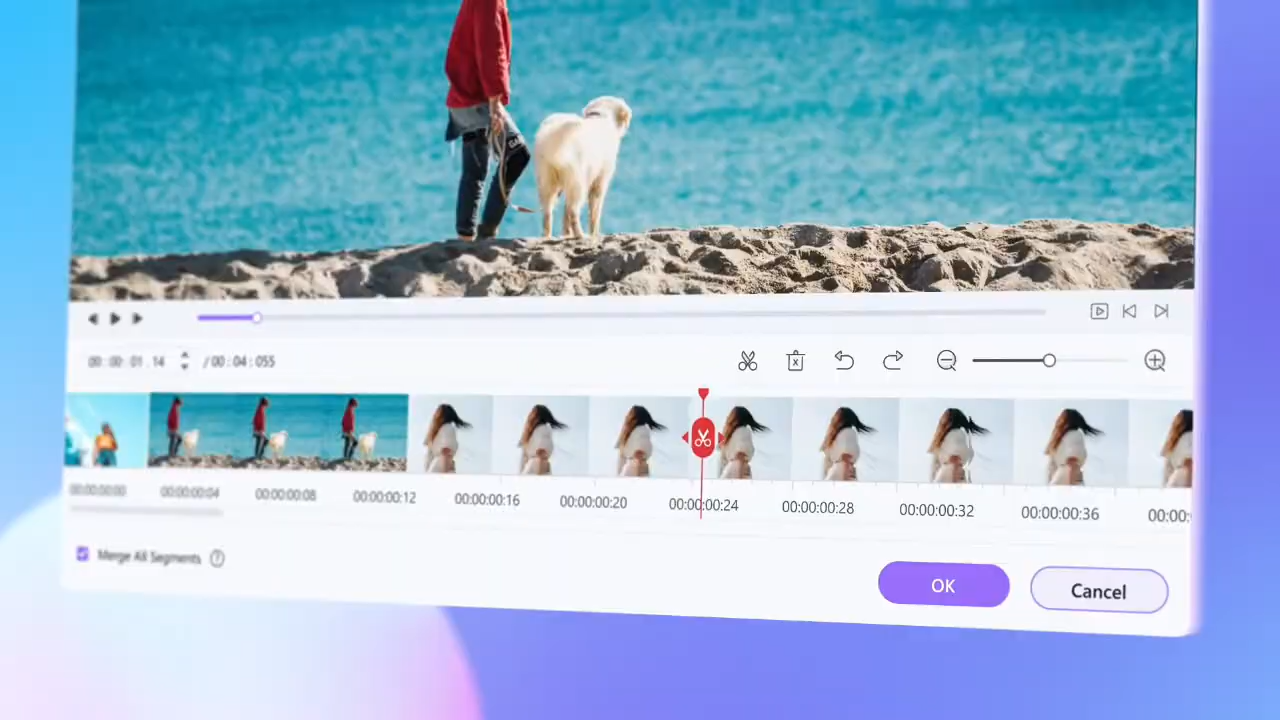 00 : 00 : 01 . 14
/ 00 : 04 : 055
00:00:00:00
00:00:00:04
00:00:00:08
00:00:00:12
00:00:00:16
00:00:00:20
00:00:00:24
00:00:00:28
00:00:00:32
00:00:00:36
00:00:
Merge All Segments ?
OK
Cancel